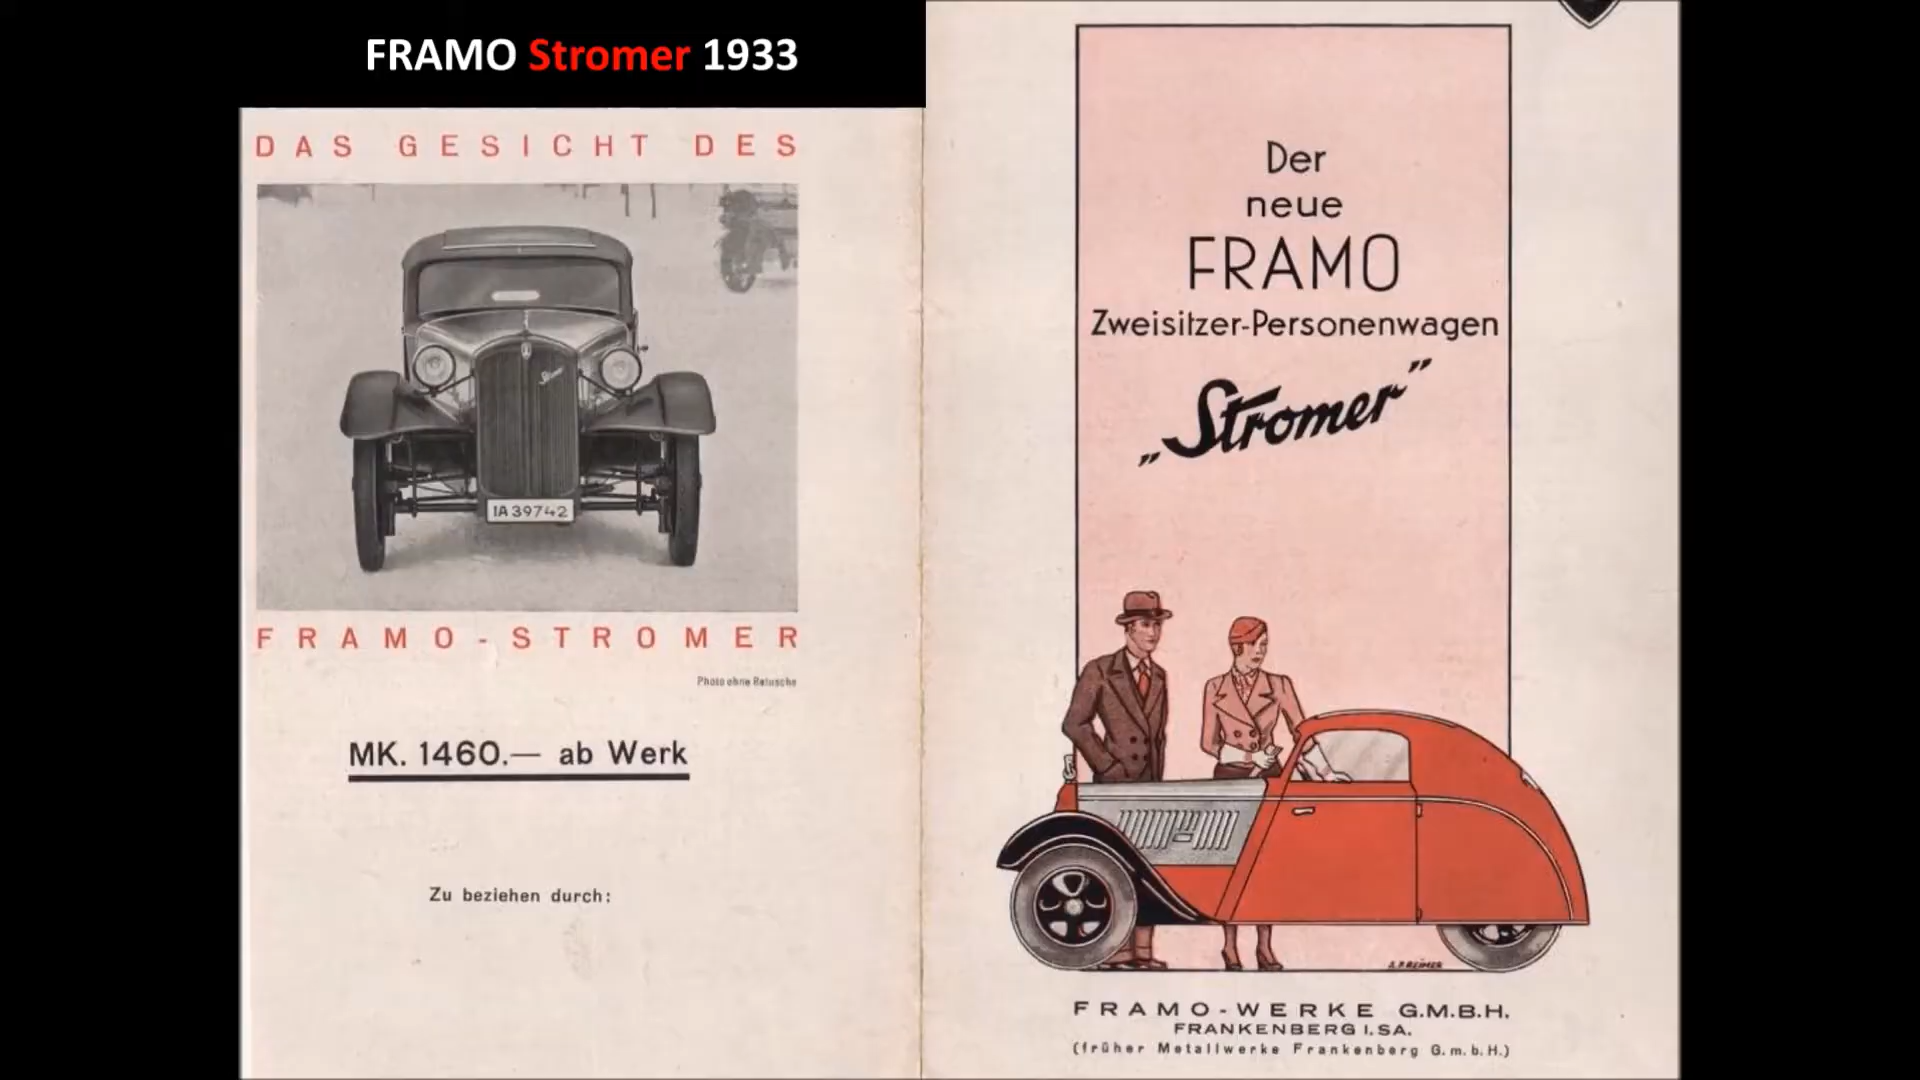 FRAMO Stromer 1933
DAS GESICHT DES
Stromer
IA 39742
FRAMO-STROMER
Photo ohne Retusche
MK. 1460.— ab Werk
Zu beziehen durch:
Der
neue
FRAMO
Zweisitzer-Personenwagen
„Stromer”
FRAMO-WERKE G.M.B.H.
FRANKENBERG I.SA.
(früher Metallwerke Frankenberg G.m.b.H.)